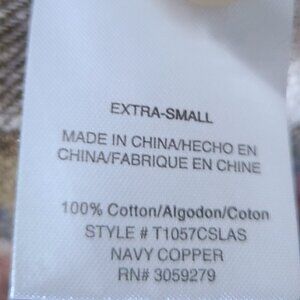 EXTRA-SMALL
MADE IN CHINA/HECHO EN
CHINA/FABRIQUE EN CHINE
100% Cotton/Algodon/Coton
STYLE # T1057CSLAS
NAVY COPPER
RN# 3059279